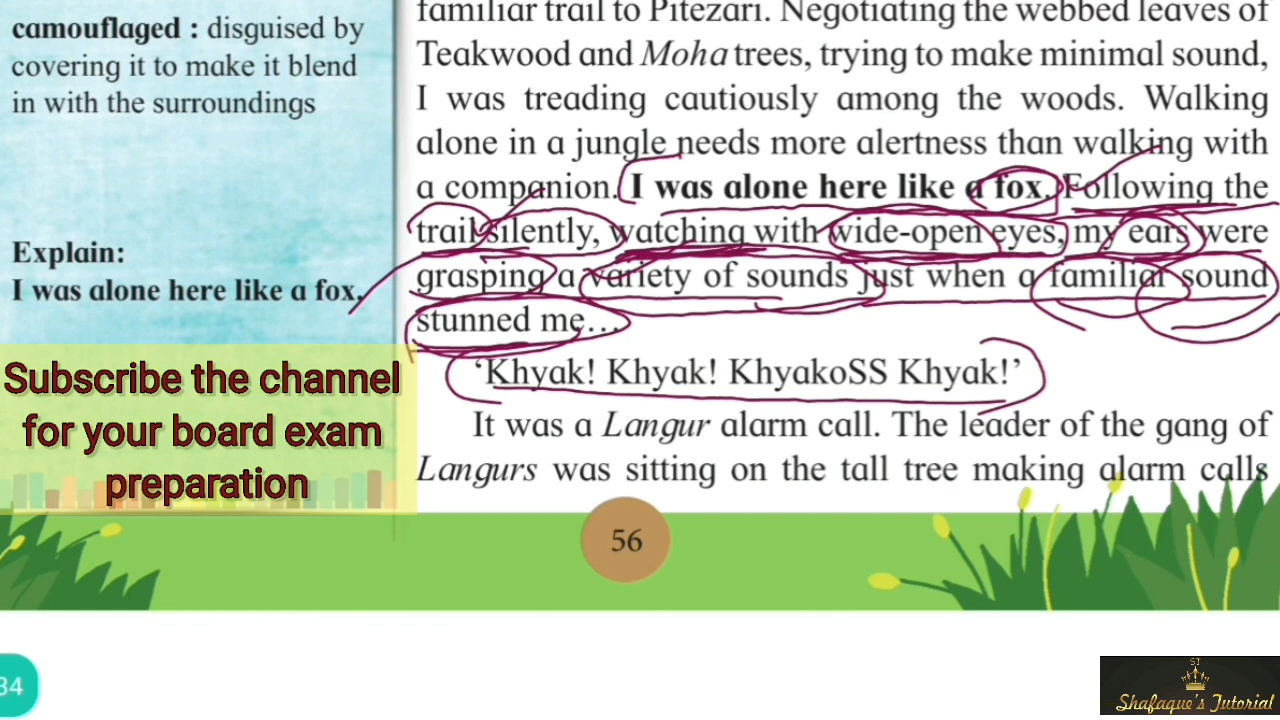 camouflaged : disguised by
covering it to make it blend
in with the surroundings
Explain:
I was alone here like a fox.
Subscribe the channel
for your board exam
preparation
familiar trail to Pitezari. Negotiating the webbed leaves of
Teakwood and Moha trees, trying to make minimal sound,
I was treading cautiously among the woods. Walking
alone in a jungle needs more alertness than walking with
a companion. I was alone here like a fox. Following the
trail silently, watching with wide-open eyes, my ears were
grasping a variety of sounds just when a familiar sound
stunned me...
‘Khyak! Khyak! KhyakoSS Khyak!’
It was a Langur alarm call. The leader of the gang of
Langurs was sitting on the tall tree making alarm calls
56
34
ST
Shafaque's Tutorial